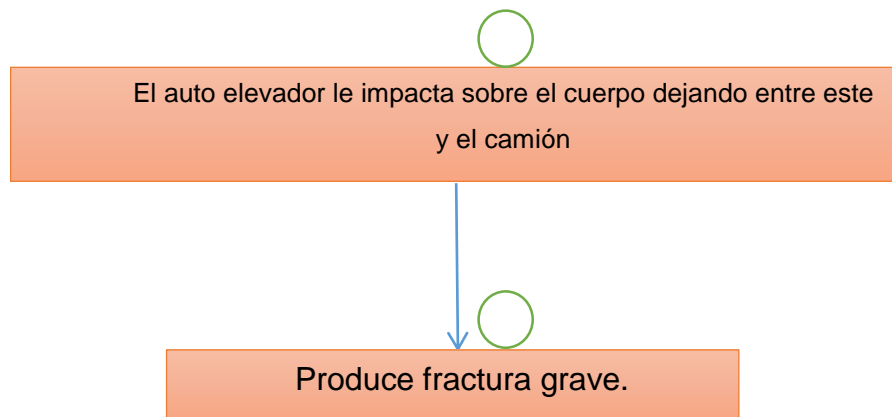 El auto elevador le impacta sobre el cuerpo dejando entre este
y el camión
Produce fractura grave.